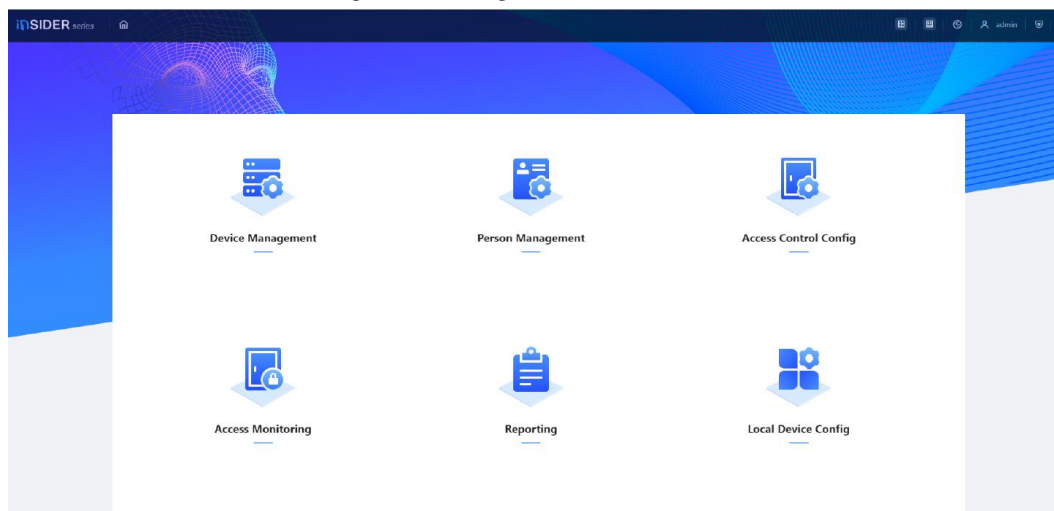 iNSIDER series
admin
Device Management
Person Management
Access Control Config
Access Monitoring
Reporting
Local Device Config